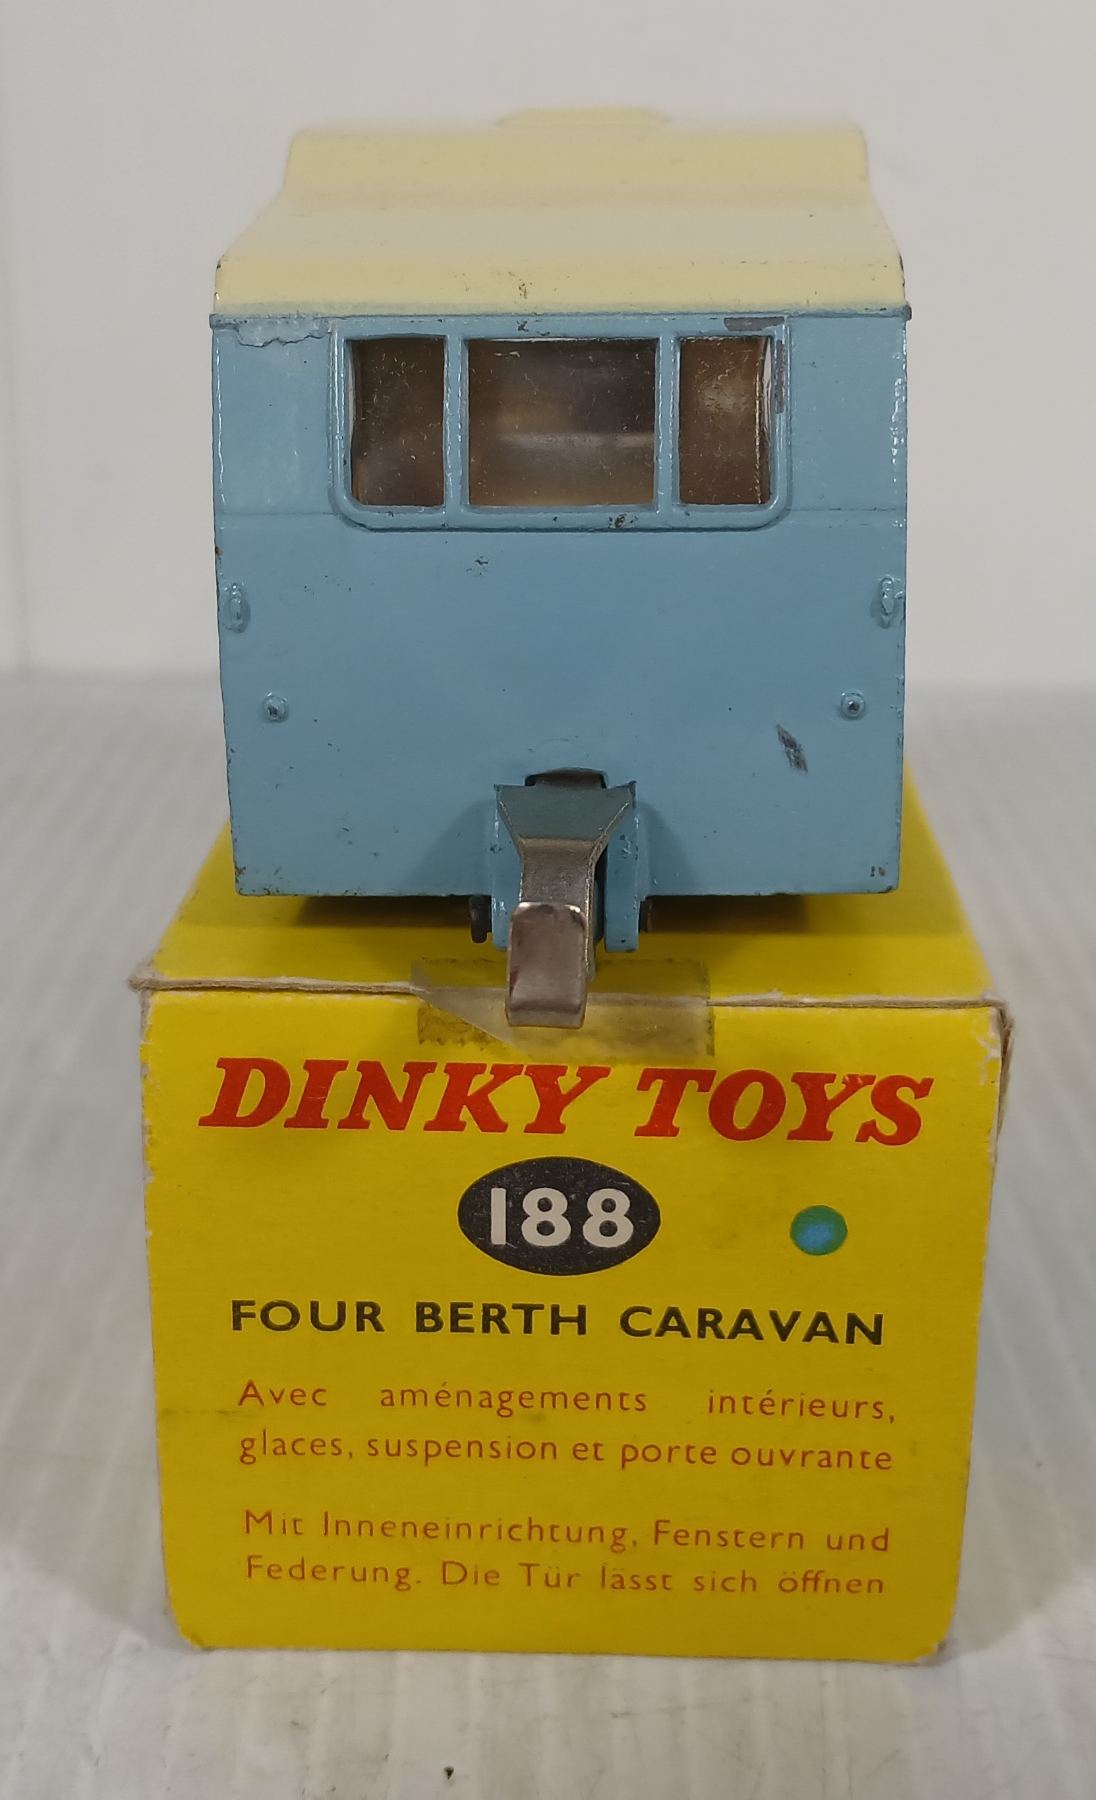 DINKY TOYS
188
FOUR BERTH CARAVAN
Avec aménagements intérieurs,
glaces, suspension et porte ouvrante
Mit Inneneinrichtung, Fenstern und
Federung. Die Tür lässt sich öffnen